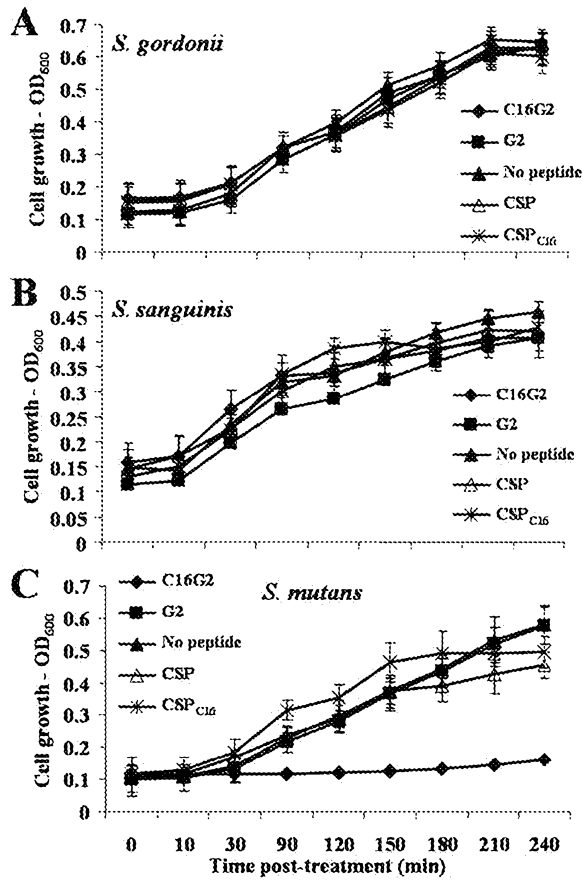 A
S. gordonii
Cell growth - OD600
0.7
0.6
0.5
0.4
0.3
0.2
0.1
0
C16G2
G2
No peptide
CSP
CSPC16
B
S. sanguinis
Cell growth - OD600
0.5
0.45
0.4
0.35
0.3
0.25
0.2
0.15
0.1
0.05
0
C16G2
G2
No peptide
CSP
CSPC16
C
S. mutans
Cell growth - OD600
0.7
0.6
0.5
0.4
0.3
0.2
0.1
0
C16G2
G2
No peptide
CSP
CSPC16
0 10 30 90 120 150 180 210 240
Time post-treatment (min)